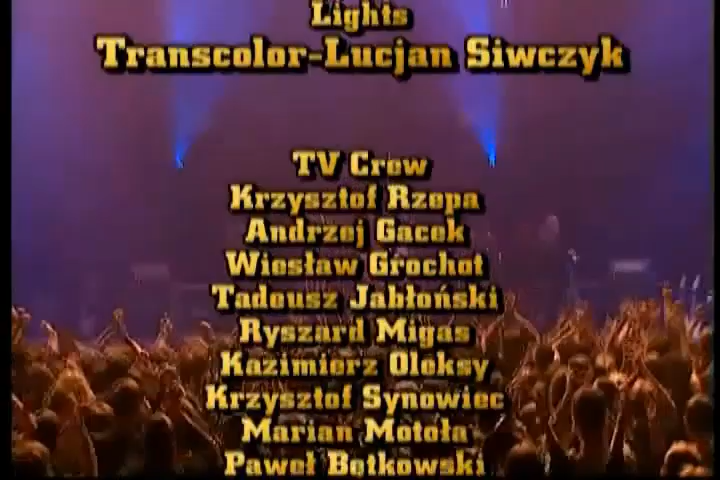 Lights
Transcolor-Lucjan Siwczyk
TV Crew
Krzysztof Rzepa
Andrzej Gacek
Wiesław Grochot
Tadeusz Jabłoński
Ryszard Migas
Kazimierz Oleksy
Krzysztof Synowiec
Marian Motoła
Paweł Bętkowski